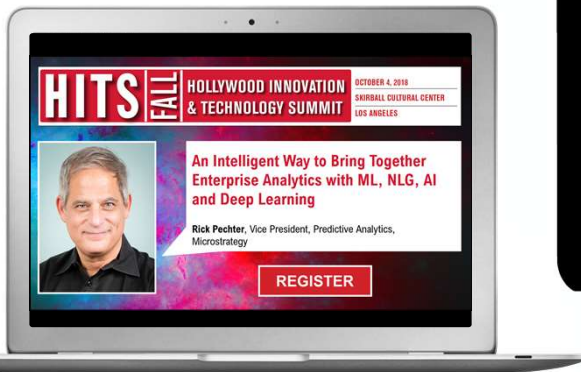 HITS
FALL
HOLLYWOOD INNOVATION
& TECHNOLOGY SUMMIT
OCTOBER 4, 2018
SKIRBALL CULTURAL CENTER
LOS ANGELES
An Intelligent Way to Bring Together
Enterprise Analytics with ML, NLG, AI
and Deep Learning
Rick Pechter, Vice President, Predictive Analytics,
Microstrategy
REGISTER